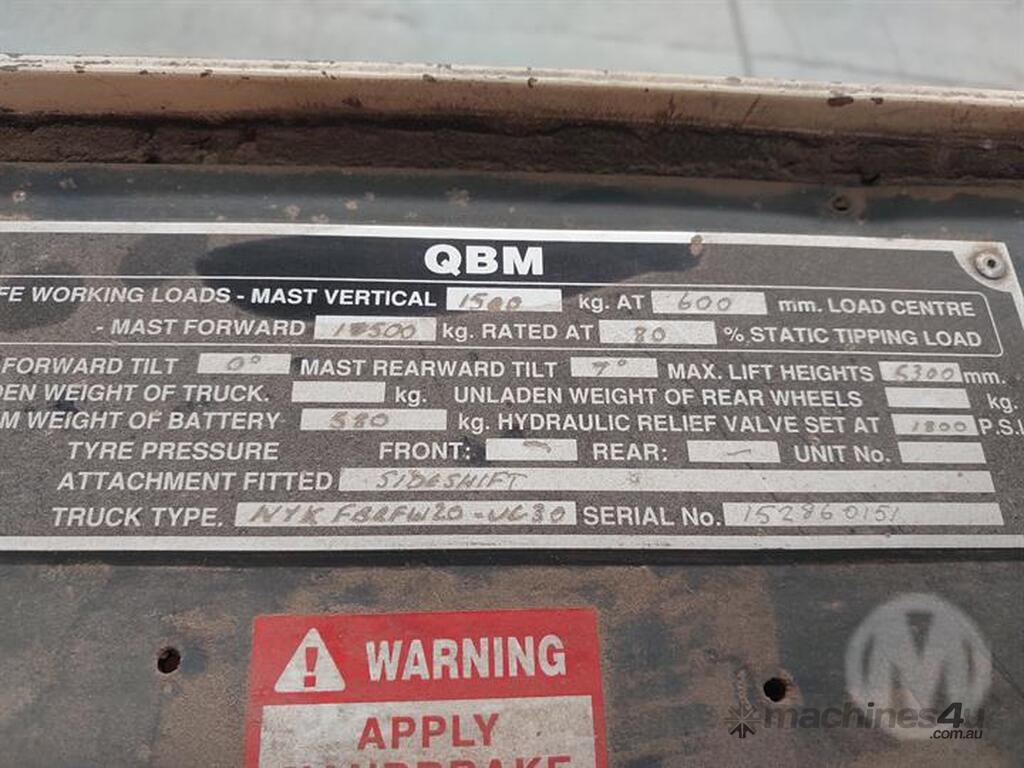 QBM
FE WORKING LOADS - MAST VERTICAL 1500 kg. AT 600 mm. LOAD CENTRE
- MAST FORWARD 1500 kg. RATED AT 80 % STATIC TIPPING LOAD
FORWARD TILT 0° MAST REARWARD TILT 7° MAX. LIFT HEIGHTS 6300 mm.
DEN WEIGHT OF TRUCK. kg. UNLADEN WEIGHT OF REAR WHEELS kg.
M WEIGHT OF BATTERY 580 kg. HYDRAULIC RELIEF VALVE SET AT 1800 P.S.I
TYRE PRESSURE FRONT: - REAR: - UNIT No.
ATTACHMENT FITTED SIDESHIFT
TRUCK TYPE. NYK SERIAL No. 152860151
WARNING
APPLY
HANDBRAKE
M
machines4u
.com.au